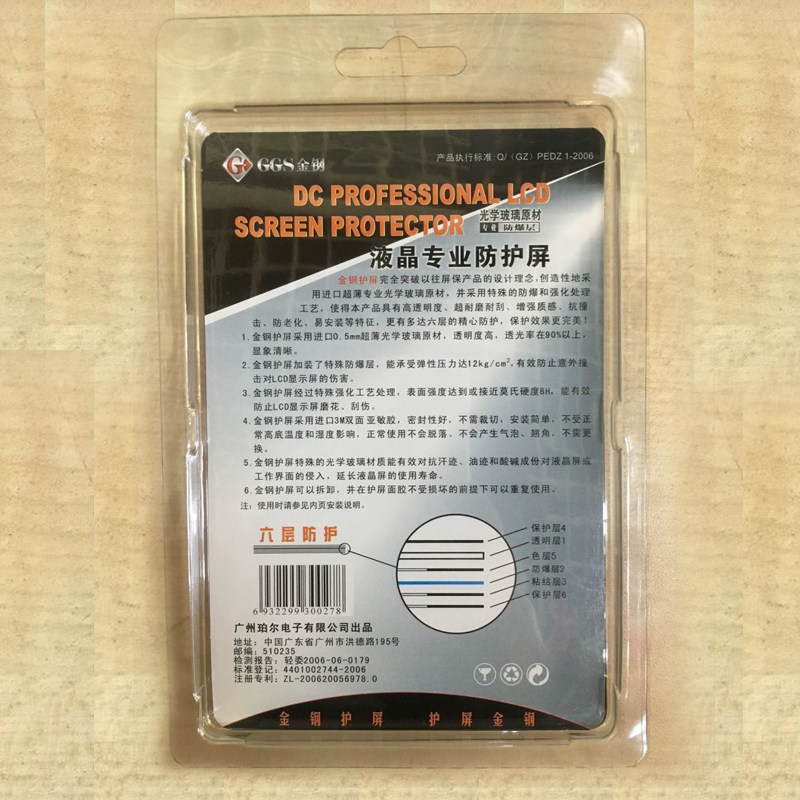 GGS金钢
产品执行标准:Q/（GZ）PEDZ 1-2006
DC PROFESSIONAL LCD
SCREEN PROTECTOR
光学玻璃原材
专业 防爆层
液晶专业防护屏
金钢护屏完全突破以往屏保产品的设计理念,创造性地采
用进口超薄专业光学玻璃原材，并采用特殊的防爆和强化处理
工艺，使得本产品具有高透明度、超耐磨耐刮、增强质感、抗撞
击、防老化、易安装等特征，更有多达六层的精心防护，保护效果更完美！
1.金钢护屏采用进口0.5mm超薄光学玻璃原材，透明度高，透光率在90%以上，
显象清晰。
2.金钢护屏加装了特殊防爆层，能承受弹性压力达12kg/cm²,有效防止意外撞
击对LCD显示屏的伤害。
3.金钢护屏经过特殊强化工艺处理，表面强度达到或接近莫氏硬度8H，能有效
防止LCD显示屏磨花、刮伤。
4.金钢护屏采用进口3M双面亚敏胶，密封性好，不需裁切，安装简单，不受正
常高底温度和湿度影响，正常使用不会脱落、不会产生气泡、翘角，不需更
换。
5.金钢护屏特殊的光学玻璃材质能有效对抗汗迹、油迹和酸碱成份对液晶屏或
工作界面的侵入，延长液晶屏的使用寿命。
6.金钢护屏可以拆卸，并在护屏面胶不受损坏的前提下可以重复使用。
注：使用时请参见内页安装说明。
六层防护
保护层4
透明层1
色层5
防爆层2
粘结层3
保护层6
6 932299 300278
广州珀尔电子有限公司出品
地址：中国广东省广州市洪德路195号
邮编：510235
检测报告：轻委2006-06-0179
标准登记：4401002744-2006
注册专利：ZL-200620056978.0
金钢护屏 护屏金钢